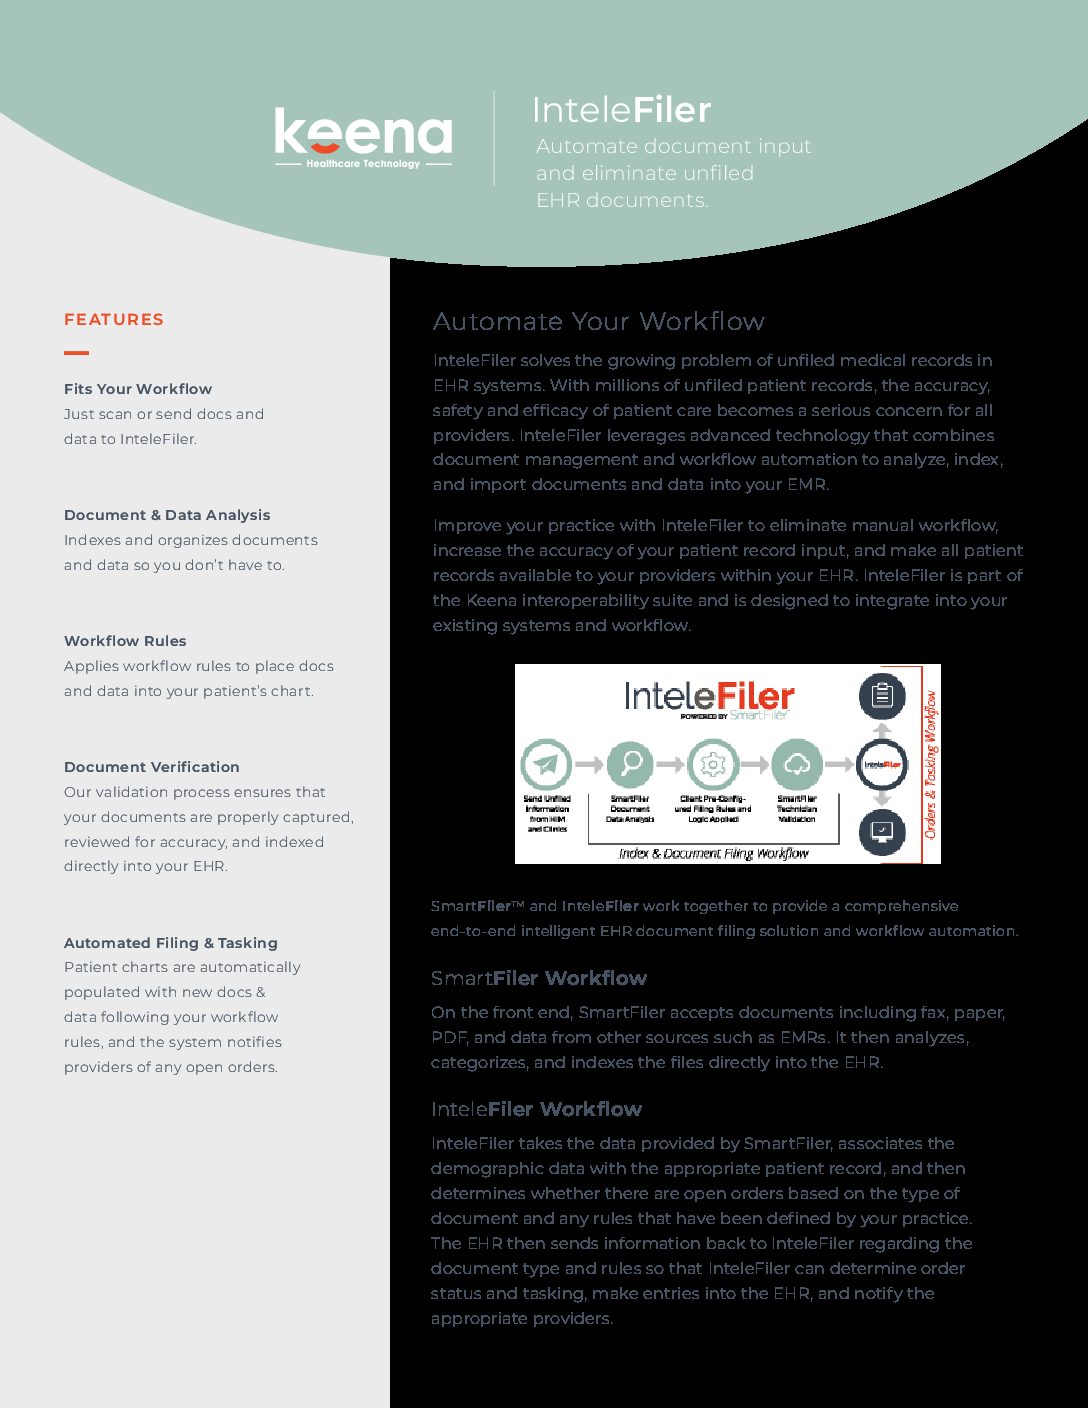 keena
Healthcare Technology
InteleFiler
Automate document input
and eliminate unfiled
EHR documents.
FEATURES
Fits Your Workflow
Just scan or send docs and
data to InteleFiler.
Document & Data Analysis
Indexes and organizes documents
and data so you don't have to.
Workflow Rules
Applies workflow rules to place docs
and data into your patient's chart.
Document Verification
Our validation process ensures that
your documents are properly captured,
reviewed for accuracy, and indexed
directly into your EHR.
Automated Filing & Tasking
Patient charts are automatically
populated with new docs &
data following your workflow
rules, and the system notifies
providers of any open orders.
Automate Your Workflow
InteleFiler solves the growing problem of unfiled medical records in
EHR systems. With millions of unfiled patient records, the accuracy,
safety and efficacy of patient care becomes a serious concern for all
providers. InteleFiler leverages advanced technology that combines
document management and workflow automation to analyze, index,
and import documents and data into your EMR.
Improve your practice with InteleFiler to eliminate manual workflow,
increase the accuracy of your patient record input, and make all patient
records available to your providers within your EHR. InteleFiler is part of
the Keena interoperability suite and is designed to integrate into your
existing systems and workflow.
InteleFiler
POWERED BY SmartFiler
Send Unfiled
Information
from HIM
and Clinics
SmartFiler
Document
Data Analysis
Client Pre-Config-
ured Filing Rules and
Logic Applied
SmartFiler
Technician
Validation
InteleFiler
Index & Document Filing Workflow
Orders & Tasking Workflow
SmartFiler™ and InteleFiler work together to provide a comprehensive
end-to-end intelligent EHR document filing solution and workflow automation.
SmartFiler Workflow
On the front end, SmartFiler accepts documents including fax, paper,
PDF, and data from other sources such as EMRs. It then analyzes,
categorizes, and indexes the files directly into the EHR.
InteleFiler Workflow
InteleFiler takes the data provided by SmartFiler, associates the
demographic data with the appropriate patient record, and then
determines whether there are open orders based on the type of
document and any rules that have been defined by your practice.
The EHR then sends information back to InteleFiler regarding the
document type and rules so that InteleFiler can determine order
status and tasking, make entries into the EHR, and notify the
appropriate providers.